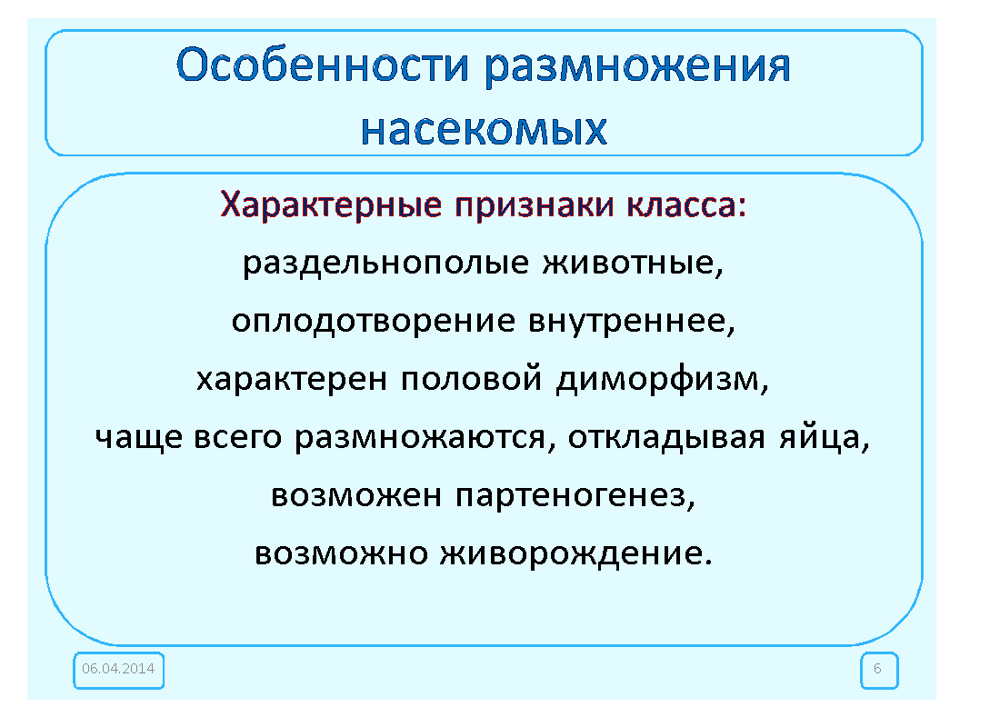 Особенности размножения
насекомых
Характерные признаки класса:
раздельнополые животные,
оплодотворение внутреннее,
характерен половой диморфизм,
чаще всего размножаются, откладывая яйца,
возможен партеногенез,
возможно живорождение.
06.04.2014
6